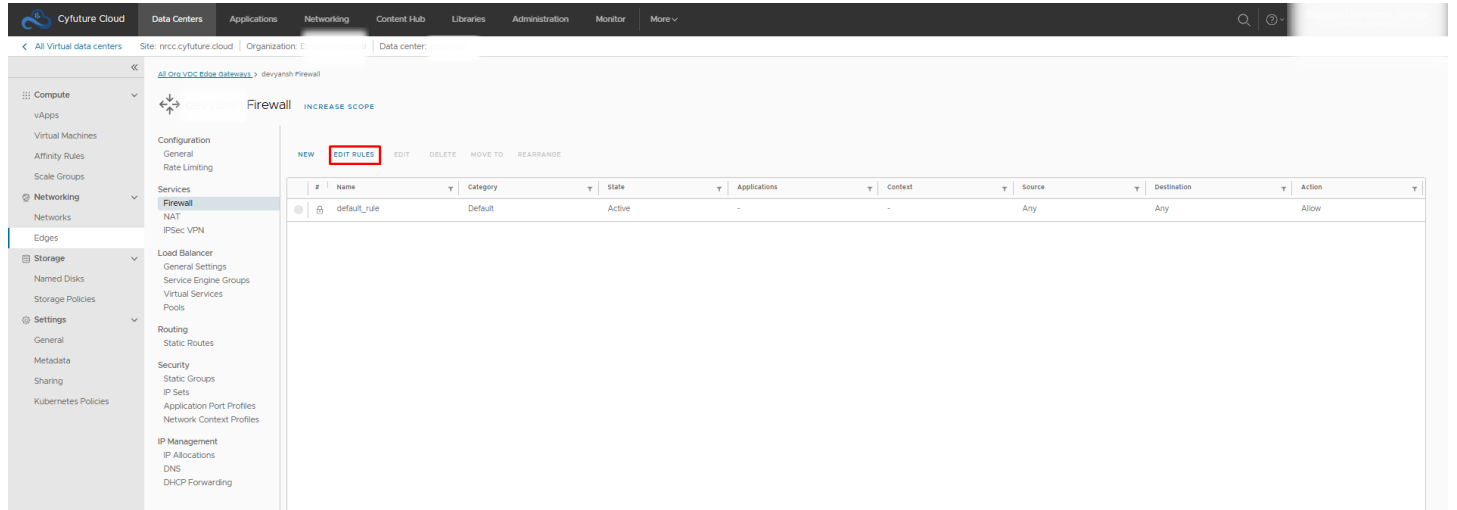 Cyfuture Cloud Data Centers Applications Networking Content Hub Libraries Administration Monitor More
All Virtual data centers Site: nrcc.cyfuture.cloud Organization: Data center:
All Org VDC Edge Gateways > devyansh Firewall
Firewall INCREASE SCOPE
Compute
vApps
Virtual Machines
Affinity Rules
Scale Groups
Networking
Networks
Edges
Storage
Named Disks
Storage Policies
Settings
General
Metadata
Sharing
Kubernetes Policies
Configuration
General
Rate Limiting
Services
Firewall
NAT
IPSec VPN
Load Balancer
General Settings
Service Engine Groups
Virtual Services
Pools
Routing
Static Routes
Security
Static Groups
IP Sets
Application Port Profiles
Network Context Profiles
IP Management
IP Allocations
DNS
DHCP Forwarding
NEW EDIT RULES EDIT DELETE MOVE TO REARRANGE
# Name Category State Applications Context Source Destination Action
default_rule Default Active - - Any Any Allow